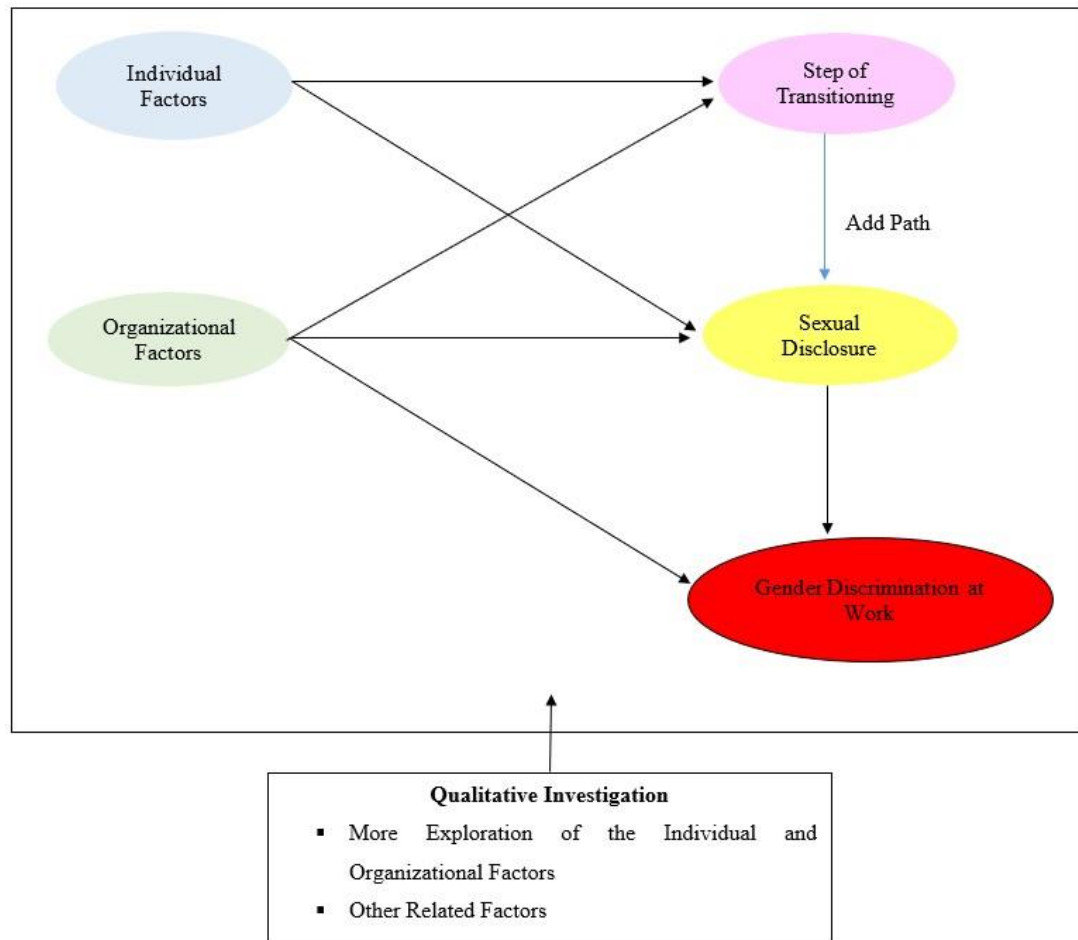 Individual
Factors
Step of
Transitioning
Add Path
Organizational
Factors
Sexual
Disclosure
Gender Discrimination at
Work
Qualitative Investigation
▪ More Exploration of the Individual and
Organizational Factors
▪ Other Related Factors